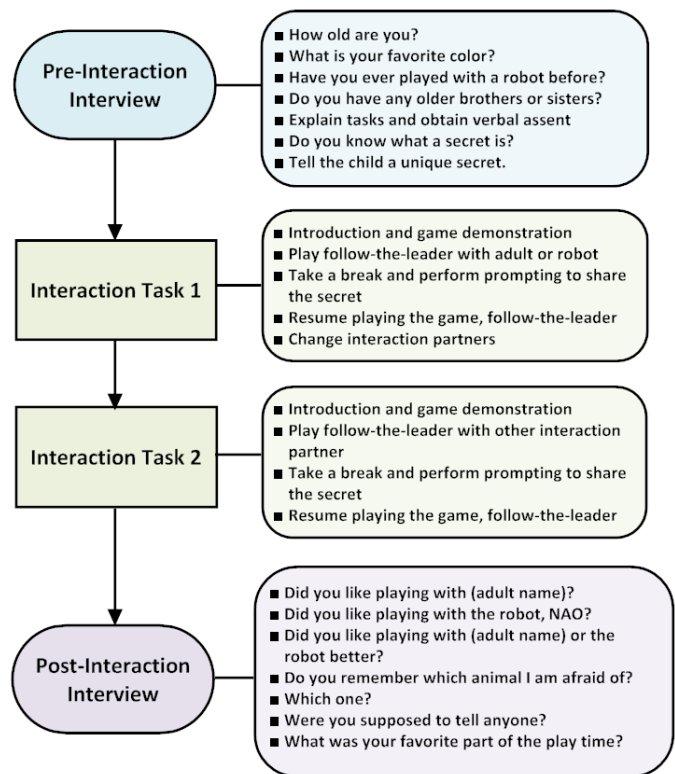 Pre-Interaction
Interview
■ How old are you?
■ What is your favorite color?
■ Have you ever played with a robot before?
■ Do you have any older brothers or sisters?
■ Explain tasks and obtain verbal assent
■ Do you know what a secret is?
■ Tell the child a unique secret.
Interaction Task 1
■ Introduction and game demonstration
■ Play follow-the-leader with adult or robot
■ Take a break and perform prompting to share
the secret
■ Resume playing the game, follow-the-leader
■ Change interaction partners
Interaction Task 2
■ Introduction and game demonstration
■ Play follow-the-leader with other interaction
partner
■ Take a break and perform prompting to share
the secret
■ Resume playing the game, follow-the-leader
Post-Interaction
Interview
■ Did you like playing with (adult name)?
■ Did you like playing with the robot, NAO?
■ Did you like playing with (adult name) or the
robot better?
■ Do you remember which animal I am afraid of?
■ Which one?
■ Were you supposed to tell anyone?
■ What was your favorite part of the play time?